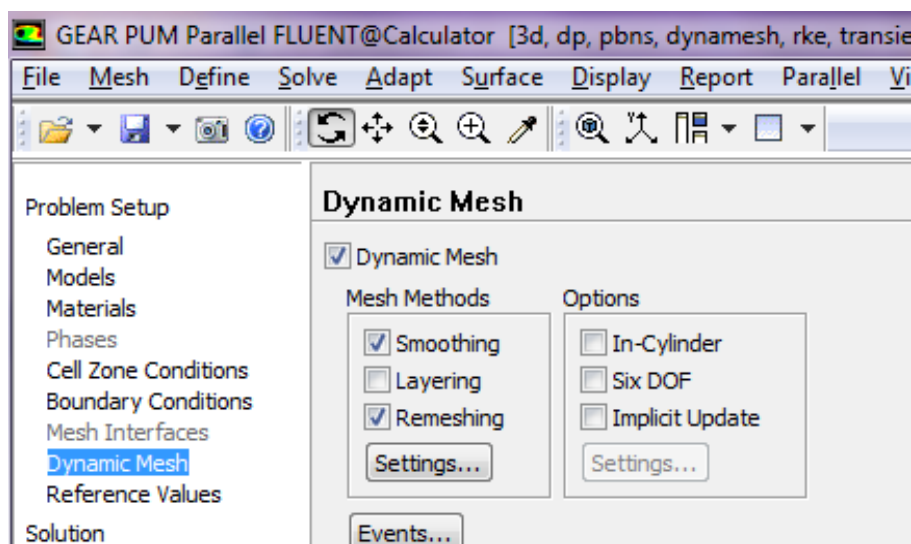 GEAR PUM Parallel FLUENT@Calculator [3d, dp, pbns, dynamesh, rke, transie
File Mesh Define Solve Adapt Surface Display Report Parallel Vi
Problem Setup
General
Models
Materials
Phases
Cell Zone Conditions
Boundary Conditions
Mesh Interfaces
Dynamic Mesh
Reference Values
Solution
Dynamic Mesh
Dynamic Mesh
Mesh Methods
Smoothing
Layering
Remeshing
Settings...
Options
In-Cylinder
Six DOF
Implicit Update
Settings...
Events...